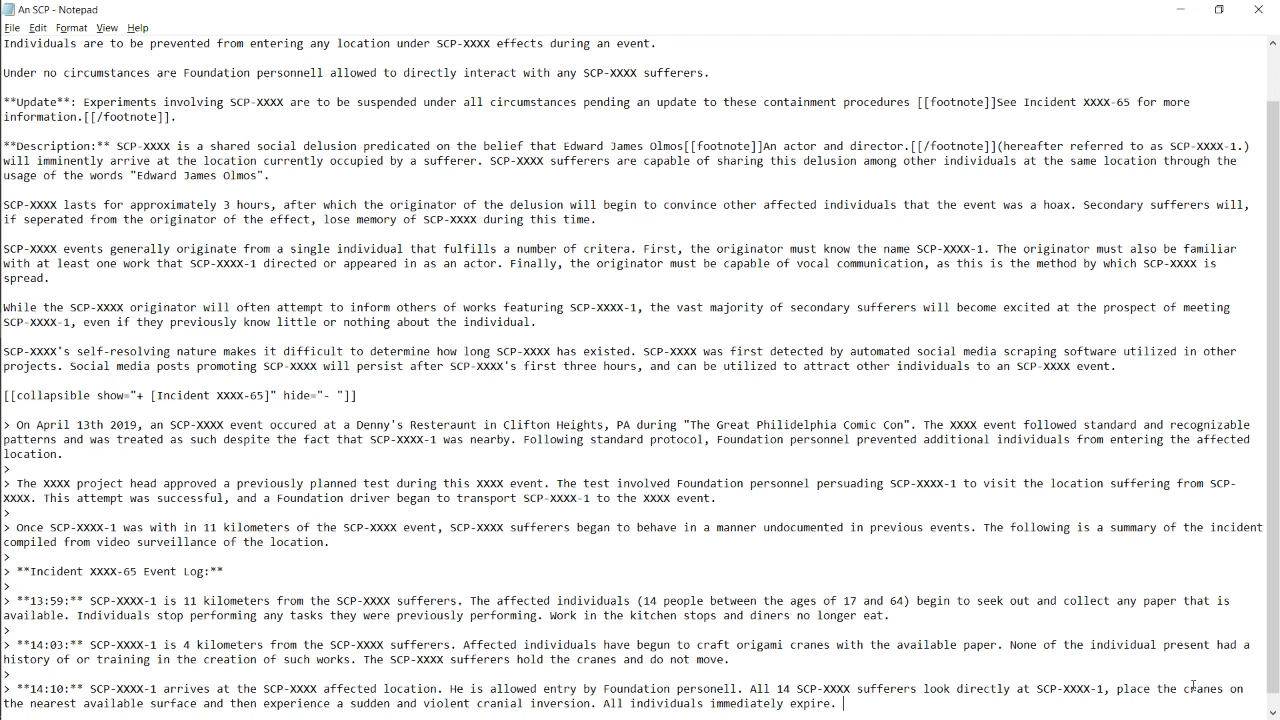 An SCP - Notepad
File Edit Format View Help
Individuals are to be prevented from entering any location under SCP-XXXX effects during an event.
Under no circumstances are Foundation personnell allowed to directly interact with any SCP-XXXX sufferers.
**Update**: Experiments involving SCP-XXXX are to be suspended under all circumstances pending an update to these containment procedures [[footnote]]See Incident XXXX-65 for more
information.[[/footnote]].
**Description:** SCP-XXXX is a shared social delusion predicated on the belief that Edward James Olmos[[footnote]]An actor and director.[[/footnote]](hereafter referred to as SCP-XXXX-1.)
will imminently arrive at the location currently occupied by a sufferer. SCP-XXXX sufferers are capable of sharing this delusion among other individuals at the same location through the
usage of the words "Edward James Olmos".
SCP-XXXX lasts for approximately 3 hours, after which the originator of the delusion will begin to convince other affected individuals that the event was a hoax. Secondary sufferers will,
if seperated from the originator of the effect, lose memory of SCP-XXXX during this time.
SCP-XXXX events generally originate from a single individual that fulfills a number of critera. First, the originator must know the name SCP-XXXX-1. The originator must also be familiar
with at least one work that SCP-XXXX-1 directed or appeared in as an actor. Finally, the originator must be capable of vocal communication, as this is the method by which SCP-XXXX is
spread.
While the SCP-XXXX originator will often attempt to inform others of works featuring SCP-XXXX-1, the vast majority of secondary sufferers will become excited at the prospect of meeting
SCP-XXXX-1, even if they previously know little or nothing about the individual.
SCP-XXXX's self-resolving nature makes it difficult to determine how long SCP-XXXX has existed. SCP-XXXX was first detected by automated social media scraping software utilized in other
projects. Social media posts promoting SCP-XXXX will persist after SCP-XXXX's first three hours, and can be utilized to attract other individuals to an SCP-XXXX event.
[[collapsible show="+ [Incident XXXX-65]" hide="- "]]
> On April 13th 2019, an SCP-XXXX event occured at a Denny's Resteraunt in Clifton Heights, PA during "The Great Philidelphia Comic Con". The XXXX event followed standard and recognizable
patterns and was treated as such despite the fact that SCP-XXXX-1 was nearby. Following standard protocol, Foundation personnel prevented additional individuals from entering the affected
location.
>
> The XXXX project head approved a previously planned test during this XXXX event. The test involved Foundation personnel persuading SCP-XXXX-1 to visit the location suffering from SCP-
XXXX. This attempt was successful, and a Foundation driver began to transport SCP-XXXX-1 to the XXXX event.
>
> Once SCP-XXXX-1 was with in 11 kilometers of the SCP-XXXX event, SCP-XXXX sufferers began to behave in a manner undocumented in previous events. The following is a summary of the incident
compiled from video surveillance of the location.
>
> **Incident XXXX-65 Event Log:**
>
> **13:59:** SCP-XXXX-1 is 11 kilometers from the SCP-XXXX sufferers. The affected individuals (14 people between the ages of 17 and 64) begin to seek out and collect any paper that is
available. Individuals stop performing any tasks they were previously performing. Work in the kitchen stops and diners no longer eat.
>
> **14:03:** SCP-XXXX-1 is 4 kilometers from the SCP-XXXX sufferers. Affected individuals have begun to craft origami cranes with the available paper. None of the individual present had a
history of or training in the creation of such works. The SCP-XXXX sufferers hold the cranes and do not move.
>
> **14:10:** SCP-XXXX-1 arrives at the SCP-XXXX affected location. He is allowed entry by Foundation personell. All 14 SCP-XXXX sufferers look directly at SCP-XXXX-1, place the cranes on
the nearest available surface and then experience a sudden and violent cranial inversion. All individuals immediately expire.